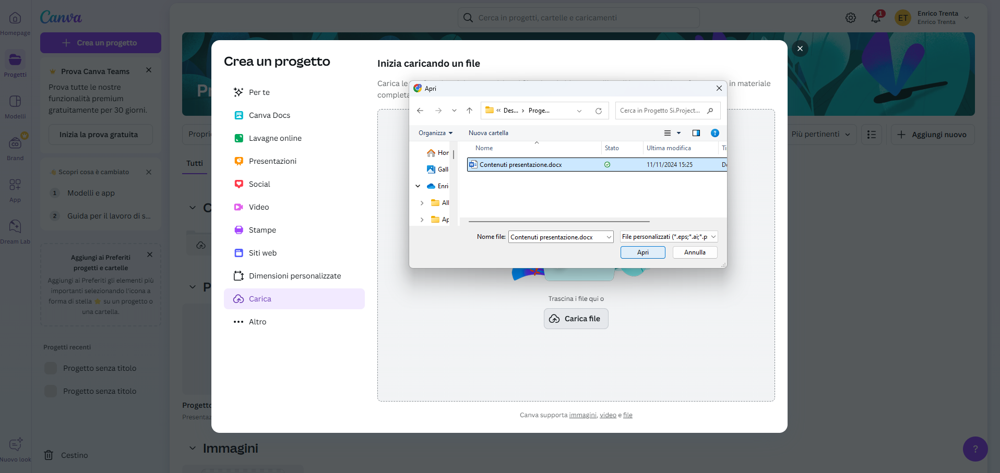 Homepage
Progetti
Modelli
Brand
App
Dream Lab
Nuovo look
Canva
Crea un progetto
Prova Canva Teams
Prova tutte le nostre
funzionalità premium
gratuitamente per 30 giorni.
Inizia la prova gratuita
Scopri cosa è cambiato
1 Modelli e app
2 Guida per il lavoro di s...
Aggiungi ai Preferiti
progetti e cartelle
Aggiungi ai Preferiti gli elementi più
importanti selezionando l'icona a
forma di stella su un progetto o
una cartella.
Progetti recenti
Progetto senza titolo
Progetto senza titolo
Cestino
Cerca in progetti, cartelle e caricamenti
1
ET
Enrico Trenta
Enrico Trenta
Pr
Propri
Più pertinenti
Aggiungi nuovo
Tutti
C
P
Progetto
Presentaz
Immagini
?
Crea un progetto
Per te
Canva Docs
Lavagne online
Presentazioni
Social
Video
Stampe
Siti web
Dimensioni personalizzate
Carica
Altro
Inizia caricando un file
Carica le
in materiale
completa
Apri
« Des... › Proge...
Cerca in Progetto Si.Project...
Organizza
Nuova cartella
?
Hor
Gall
Enri
All
Ap
Nome Stato Ultima modifica Ti
Contenuti presentazione.docx 11/11/2024 15:25 Do
Nome file: Contenuti presentazione.docx File personalizzati (*.eps;*.ai;*.p
Apri Annulla
Trascina i file qui o
Carica file
Canva supporta immagini, video e file